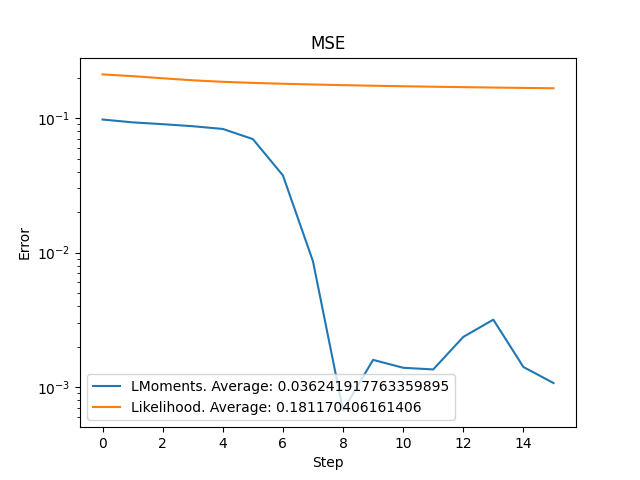 MSE
Error
10⁻¹
10⁻²
10⁻³
LMoments. Average: 0.036241917763359895
Likelihood. Average: 0.181170406161406
0 2 4 6 8 10 12 14
Step